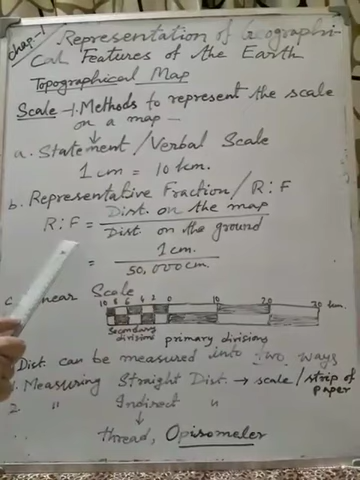 Chap-1
Representation of Geographi-
cal Features of the Earth
Topographical Map
Scale - 1. Methods to represent the scale
on a map -
a. Statement / Verbal Scale
1 cm = 10 km.
b. Representative Fraction / R:F
R:F = Dist. on the map
Dist. on the ground
= 1 cm.
50,000 cm.
c. near Scale
10 8 6 4 2 0 10 20 30 km.
secondary division primary divisions
Dist. can be measured into two ways
1. Measuring Straight Dist. → scale / strip of paper
2. " Indirect "
thread, Opisometer